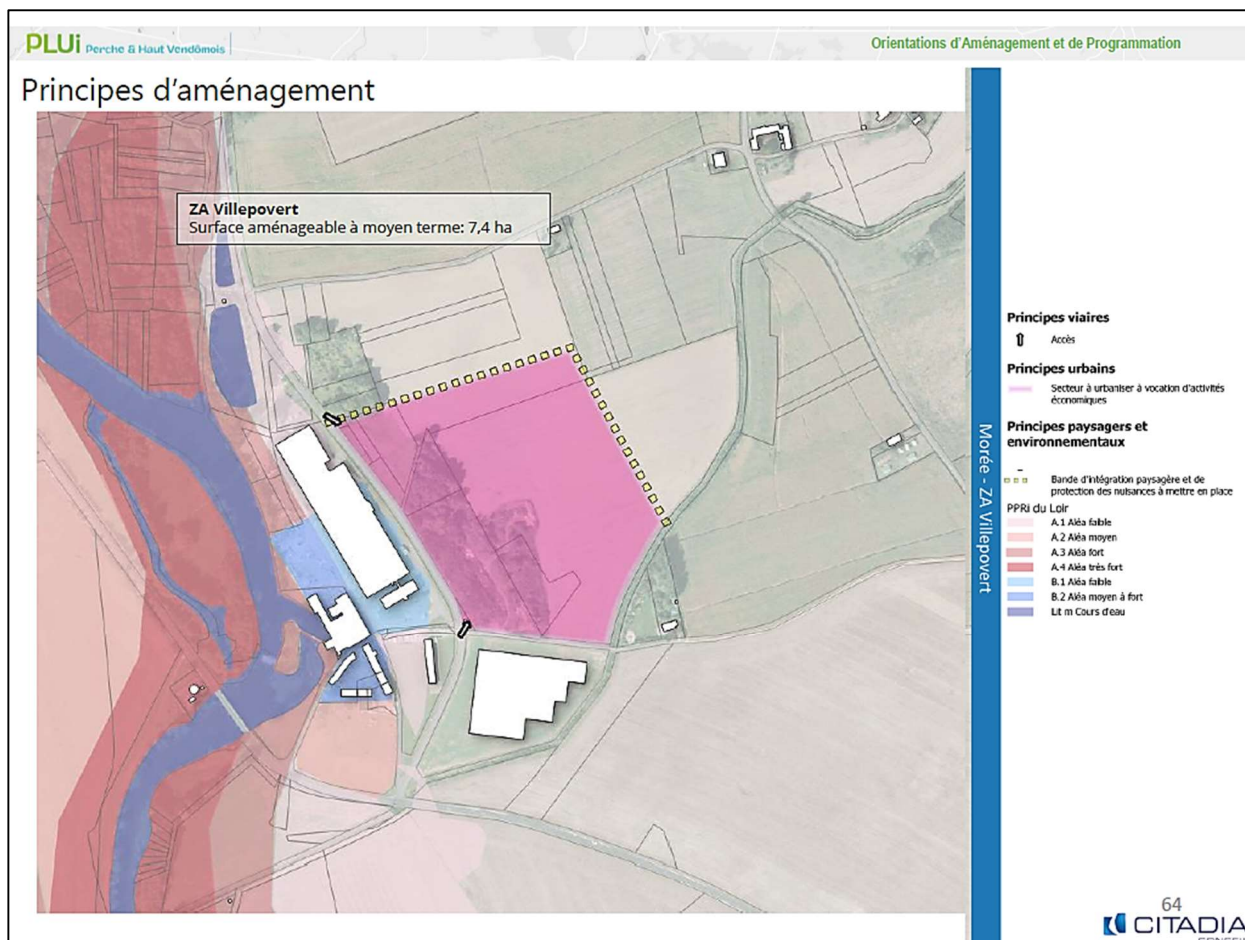 PLUi Perche & Haut Vendômois
Orientations d'Aménagement et de Programmation
Principes d'aménagement
ZA Villepovert
Surface aménageable à moyen terme: 7,4 ha
Morée - ZA Villepovert
Principes viaires
Accès
Principes urbains
Secteur à urbaniser à vocation d'activités
économiques
Principes paysagers et
environnementaux
Bande d'intégration paysagère et de
protection des nuisances à mettre en place
PPRi du Loir
A.1 Aléa faible
A.2 Aléa moyen
A.3 Aléa fort
A.4 Aléa très fort
B.1 Aléa faible
B.2 Aléa moyen à fort
Lit m Cours d'eau
64
CITADIA
CONSEIL